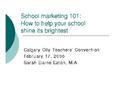 School marketing 101:
How to help your school
shine its brightest
Calgary City Teachers' Convention
February 17, 2006
Sarah Elaine Eaton, M.A.